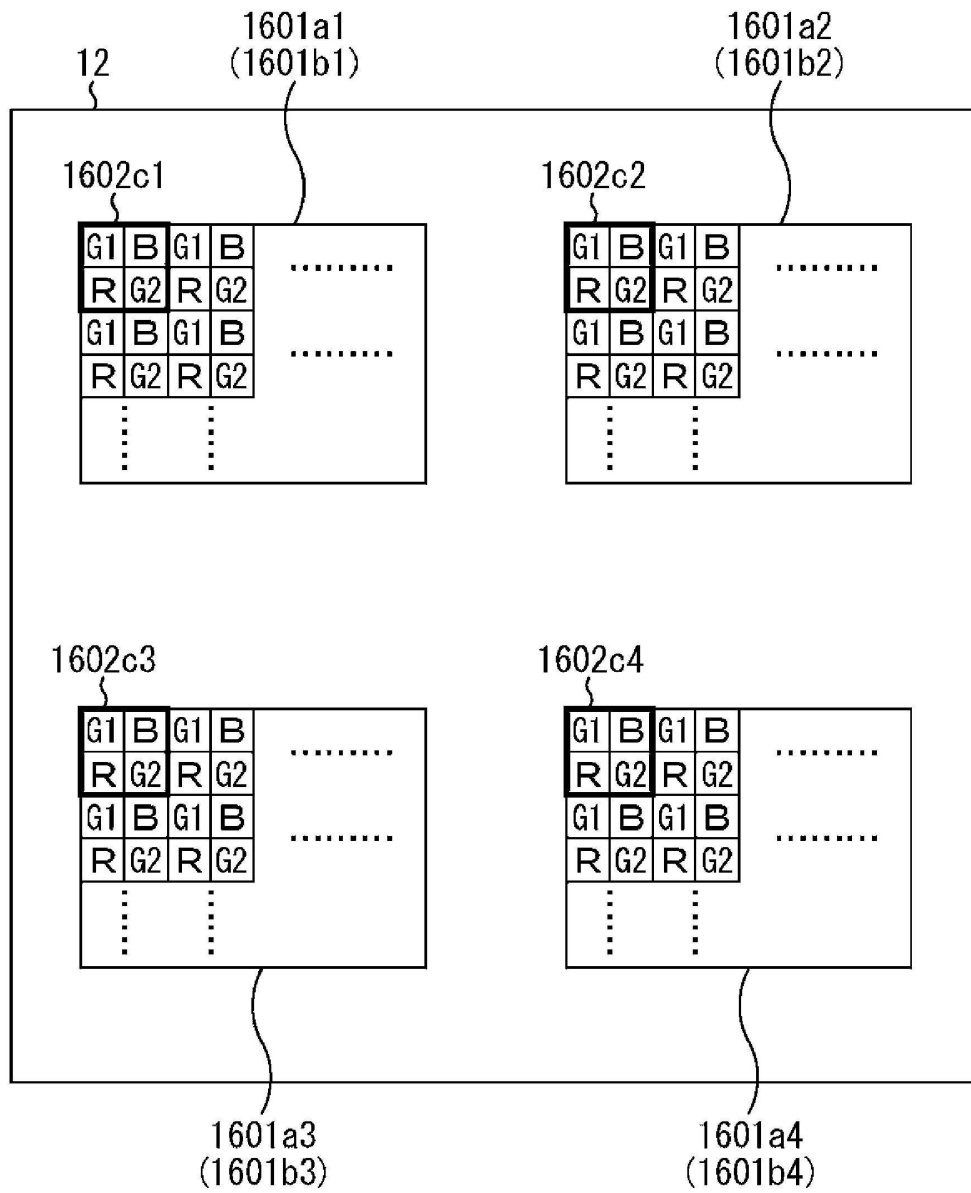 1601a1 1601a2
12 (1601b1) (1601b2)
1602c1 1602c2
G1 B G1 B G1 B G1 B
R G2 R G2 R G2 R G2
G1 B G1 B G1 B G1 B
R G2 R G2 R G2 R G2
1602c3 1602c4
G1 B G1 B G1 B G1 B
R G2 R G2 R G2 R G2
G1 B G1 B G1 B G1 B
R G2 R G2 R G2 R G2
1601a3 1601a4
(1601b3) (1601b4)